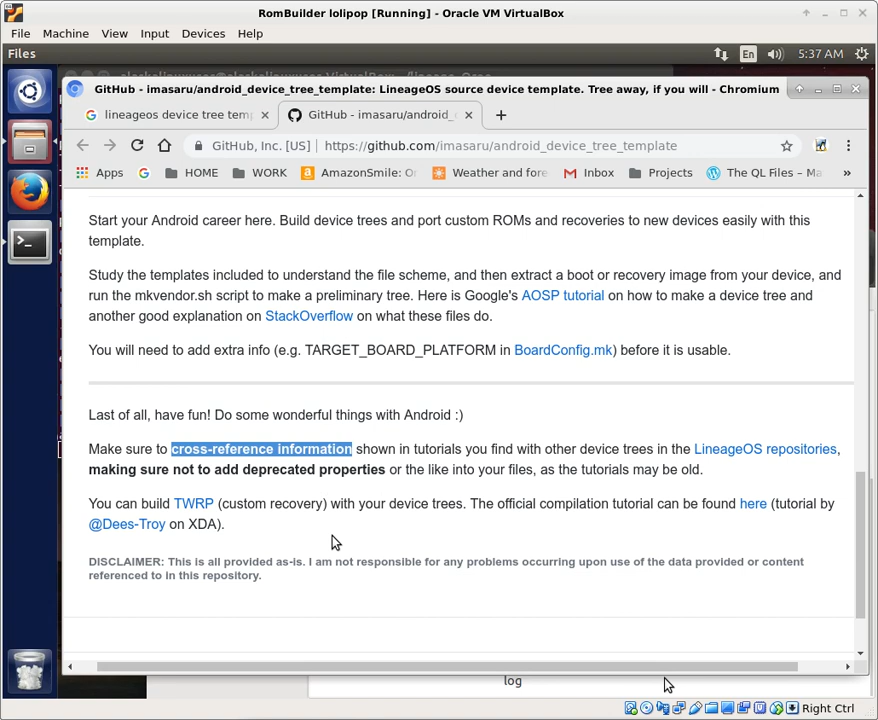 RomBuilder lolipop [Running] - Oracle VM VirtualBox
File Machine View Input Devices Help
Files
En
5:37 AM
GitHub - imasaru/android_device_tree_template: LineageOS source device template. Tree away, if you will - Chromium
lineageos device tree temp
GitHub - imasaru/android_
GitHub, Inc. [US] https://github.com/imasaru/android_device_tree_template
Apps HOME WORK AmazonSmile: O Weather and fore Inbox Projects The QL Files – Ma »
Start your Android career here. Build device trees and port custom ROMs and recoveries to new devices easily with this
template.
Study the templates included to understand the file scheme, and then extract a boot or recovery image from your device, and
run the mkvendor.sh script to make a preliminary tree. Here is Google's AOSP tutorial on how to make a device tree and
another good explanation on StackOverflow on what these files do.
You will need to add extra info (e.g. TARGET_BOARD_PLATFORM in BoardConfig.mk) before it is usable.
Last of all, have fun! Do some wonderful things with Android :)
Make sure to cross-reference information shown in tutorials you find with other device trees in the LineageOS repositories,
making sure not to add deprecated properties or the like into your files, as the tutorials may be old.
You can build TWRP (custom recovery) with your device trees. The official compilation tutorial can be found here (tutorial by
@Dees-Troy on XDA).
DISCLAIMER: This is all provided as-is. I am not responsible for any problems occurring upon use of the data provided or content
referenced to in this repository.
log
Right Ctrl